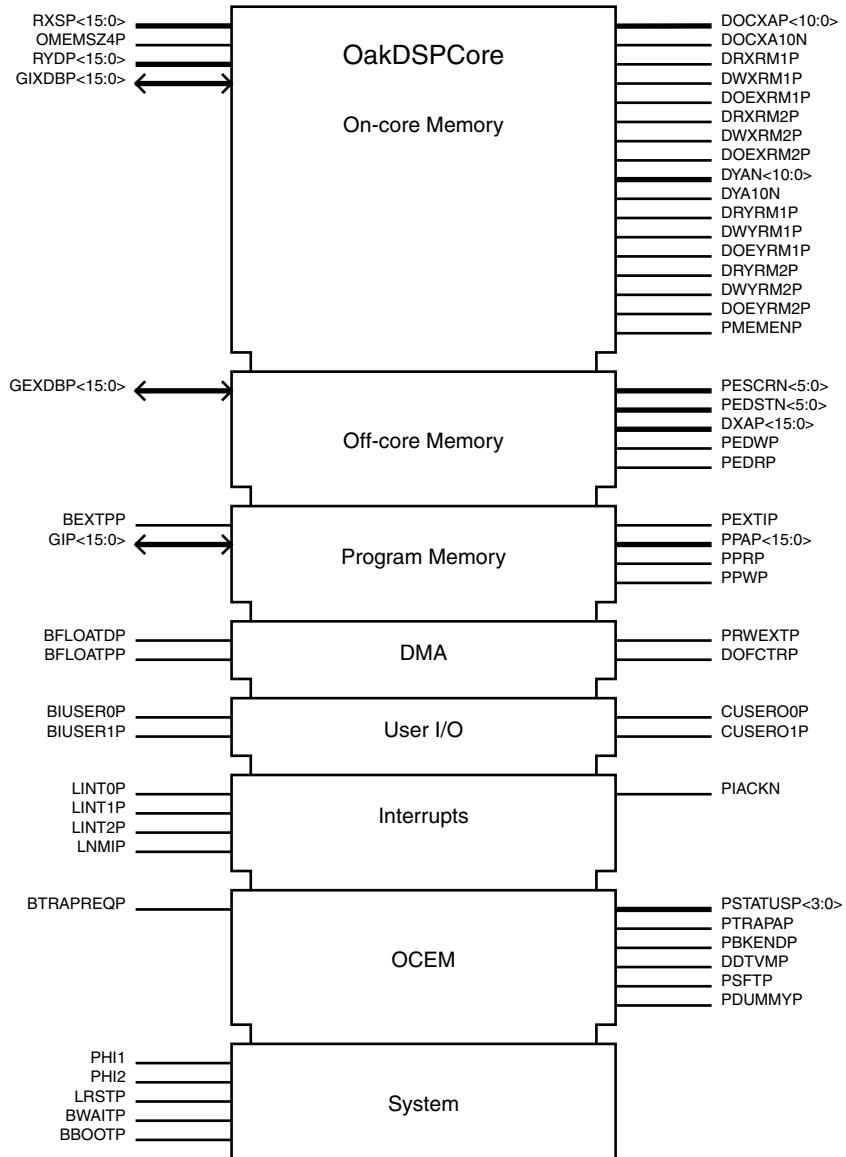 RXSP<15:0>
OMEMSZ4P
RYDP<15:0>
GIXDBP<15:0>
OakDSPCore
On-core Memory
DOCXAP<10:0>
DOCXA10N
DRXRM1P
DWXRM1P
DOEXRM1P
DRXRM2P
DWXRM2P
DOEXRM2P
DYAN<10:0>
DYA10N
DRYRM1P
DWYRM1P
DOEYRM1P
DRYRM2P
DWYRM2P
DOEYRM2P
PMEMENP
GEXDBP<15:0>
Off-core Memory
PESCRN<5:0>
PEDSTN<5:0>
DXAP<15:0>
PEDWP
PEDRP
BEXTPP
GIP<15:0>
Program Memory
PEXTIP
PPAP<15:0>
PPRP
PPWP
BFLOATDP
BFLOATPP
DMA
PRWEXTP
DOFCTRP
BIUSER0P
BIUSER1P
User I/O
CUSERO0P
CUSERO1P
LINT0P
LINT1P
LINT2P
LNMIP
Interrupts
PIACKN
BTRAPREQP
OCEM
PSTATUSP<3:0>
PTRAPAP
PBKENDP
DDTVMP
PSFTP
PDUMMYP
PHI1
PHI2
LRSTP
BWAITP
BBOOTP
System